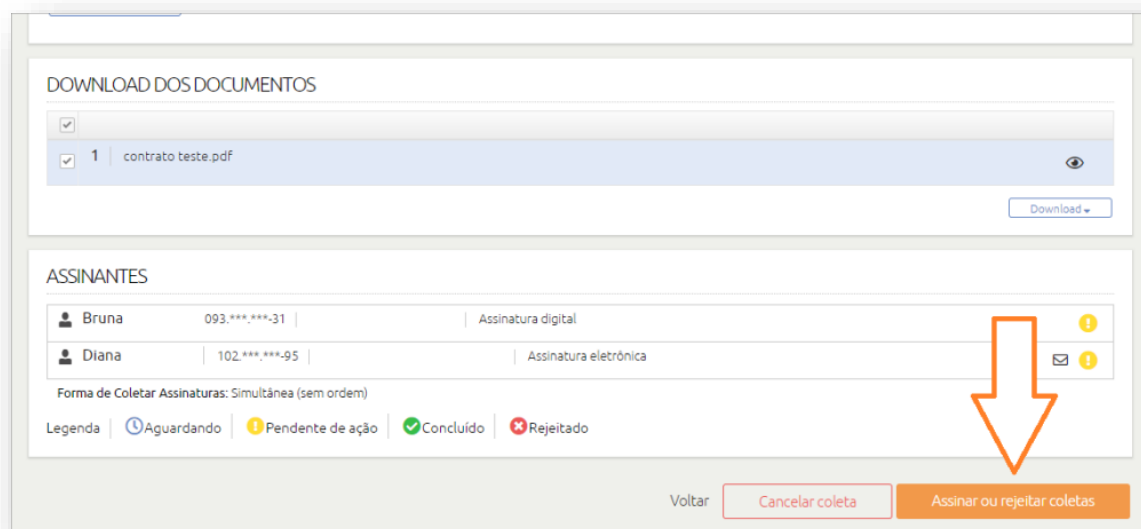 DOWNLOAD DOS DOCUMENTOS
1 contrato teste.pdf
Download
ASSINANTES
Bruna 093.***.***-31 Assinatura digital
Diana 102.***.***-95 Assinatura eletrônica
Forma de Coletar Assinaturas: Simultânea (sem ordem)
Legenda Aguardando Pendente de ação Concluído Rejeitado
Voltar Cancelar coleta Assinar ou rejeitar coletas